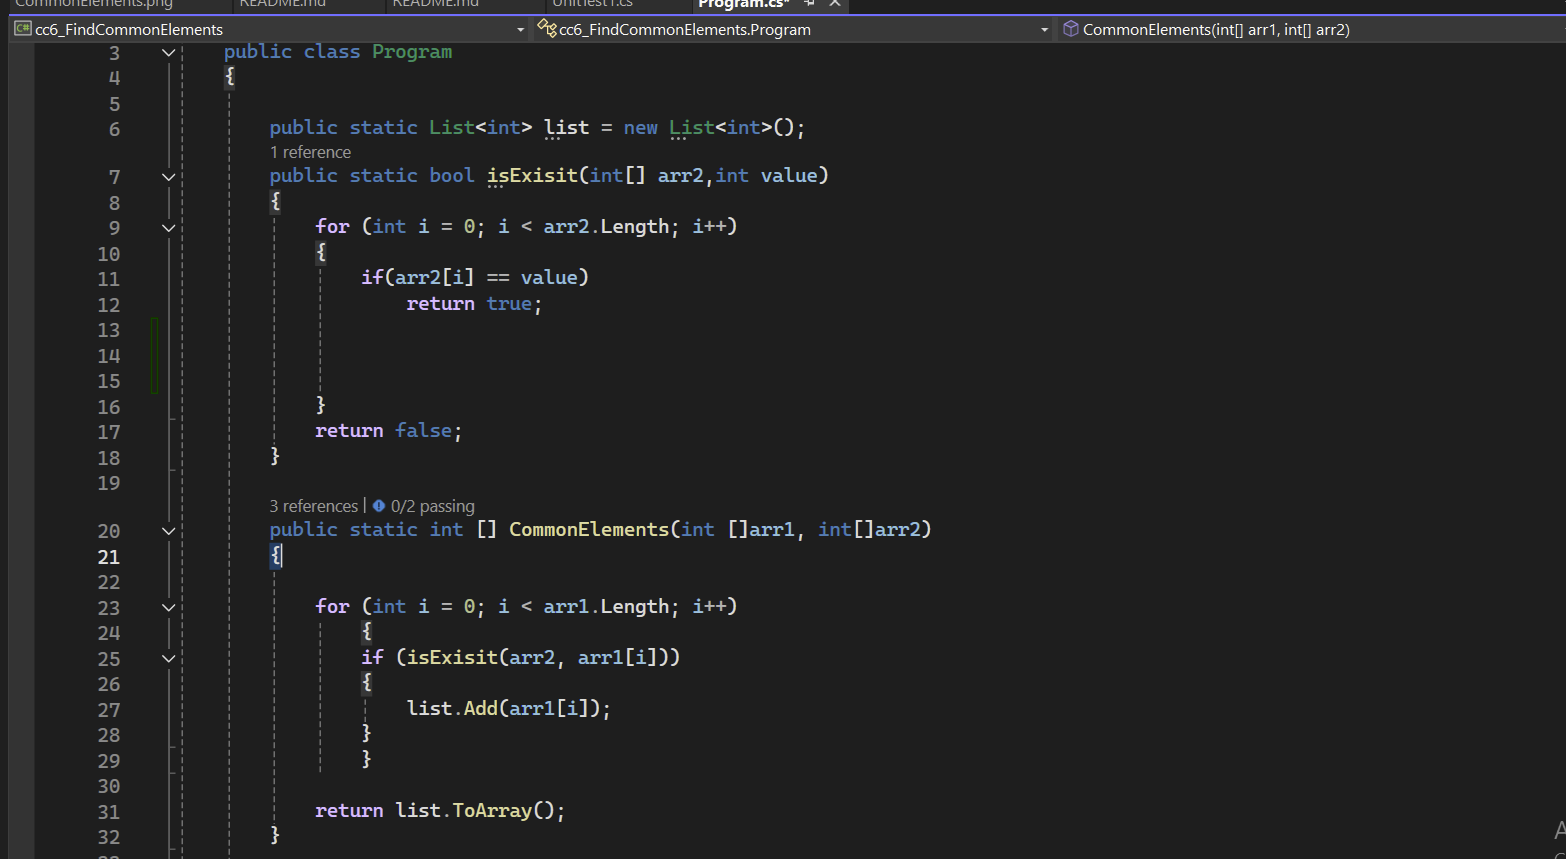 CommonElements.png README.md README.md UnitTest1.cs Program.cs*
C# cc6_FindCommonElements cc6_FindCommonElements.Program CommonElements(int[] arr1, int[] arr2)
3 public class Program
4 {
5
6 public static List<int> list = new List<int>();
1 reference
7 public static bool isExisit(int[] arr2,int value)
8 {
9 for (int i = 0; i < arr2.Length; i++)
10 {
11 if(arr2[i] == value)
12 return true;
13
14
15
16 }
17 return false;
18 }
19
3 references | 0/2 passing
20 public static int [] CommonElements(int []arr1, int[]arr2)
21 {
22
23 for (int i = 0; i < arr1.Length; i++)
24 {
25 if (isExisit(arr2, arr1[i]))
26 {
27 list.Add(arr1[i]);
28 }
29 }
30
31 return list.ToArray();
32 }